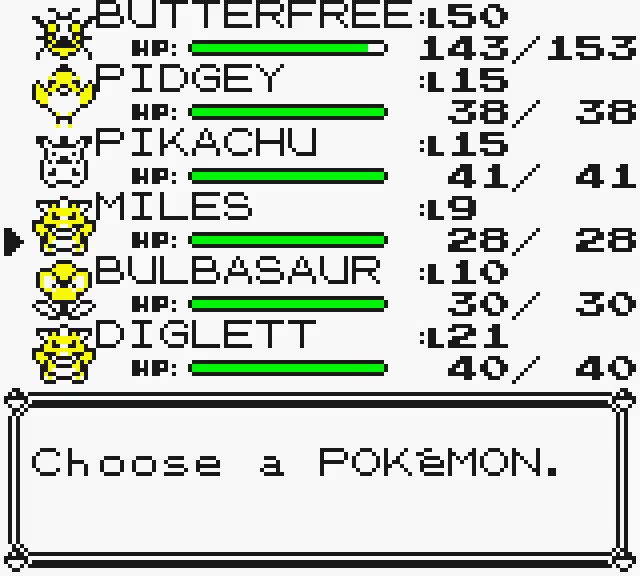 BUTTERFREE :L50
HP: 143/153
PIDGEY :L15
HP: 38/ 38
PIKACHU :L15
HP: 41/ 41
MILES :L9
HP: 28/ 28
BULBASAUR :L10
HP: 30/ 30
DIGLETT :L21
HP: 40/ 40
Choose a POKéMON.